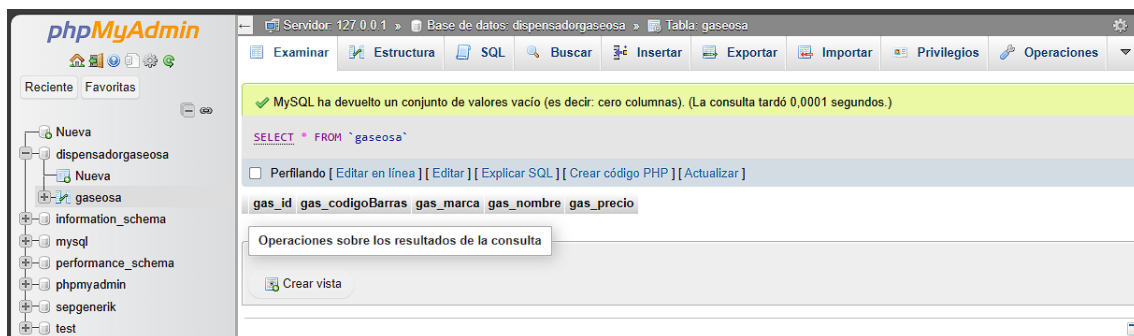 phpMyAdmin
Reciente Favoritas
Nueva
dispensadorgaseosa
Nueva
gaseosa
information_schema
mysql
performance_schema
phpmyadmin
sepgenerik
test
Servidor: 127.0.0.1 » Base de datos: dispensadorgaseosa » Tabla: gaseosa
Examinar Estructura SQL Buscar Insertar Exportar Importar Privilegios Operaciones
MySQL ha devuelto un conjunto de valores vacío (es decir: cero columnas). (La consulta tardó 0,0001 segundos.)
SELECT * FROM `gaseosa`
Perfilando [ Editar en línea ] [ Editar ] [ Explicar SQL ] [ Crear código PHP ] [ Actualizar ]
gas_id gas_codigoBarras gas_marca gas_nombre gas_precio
Operaciones sobre los resultados de la consulta
Crear vista